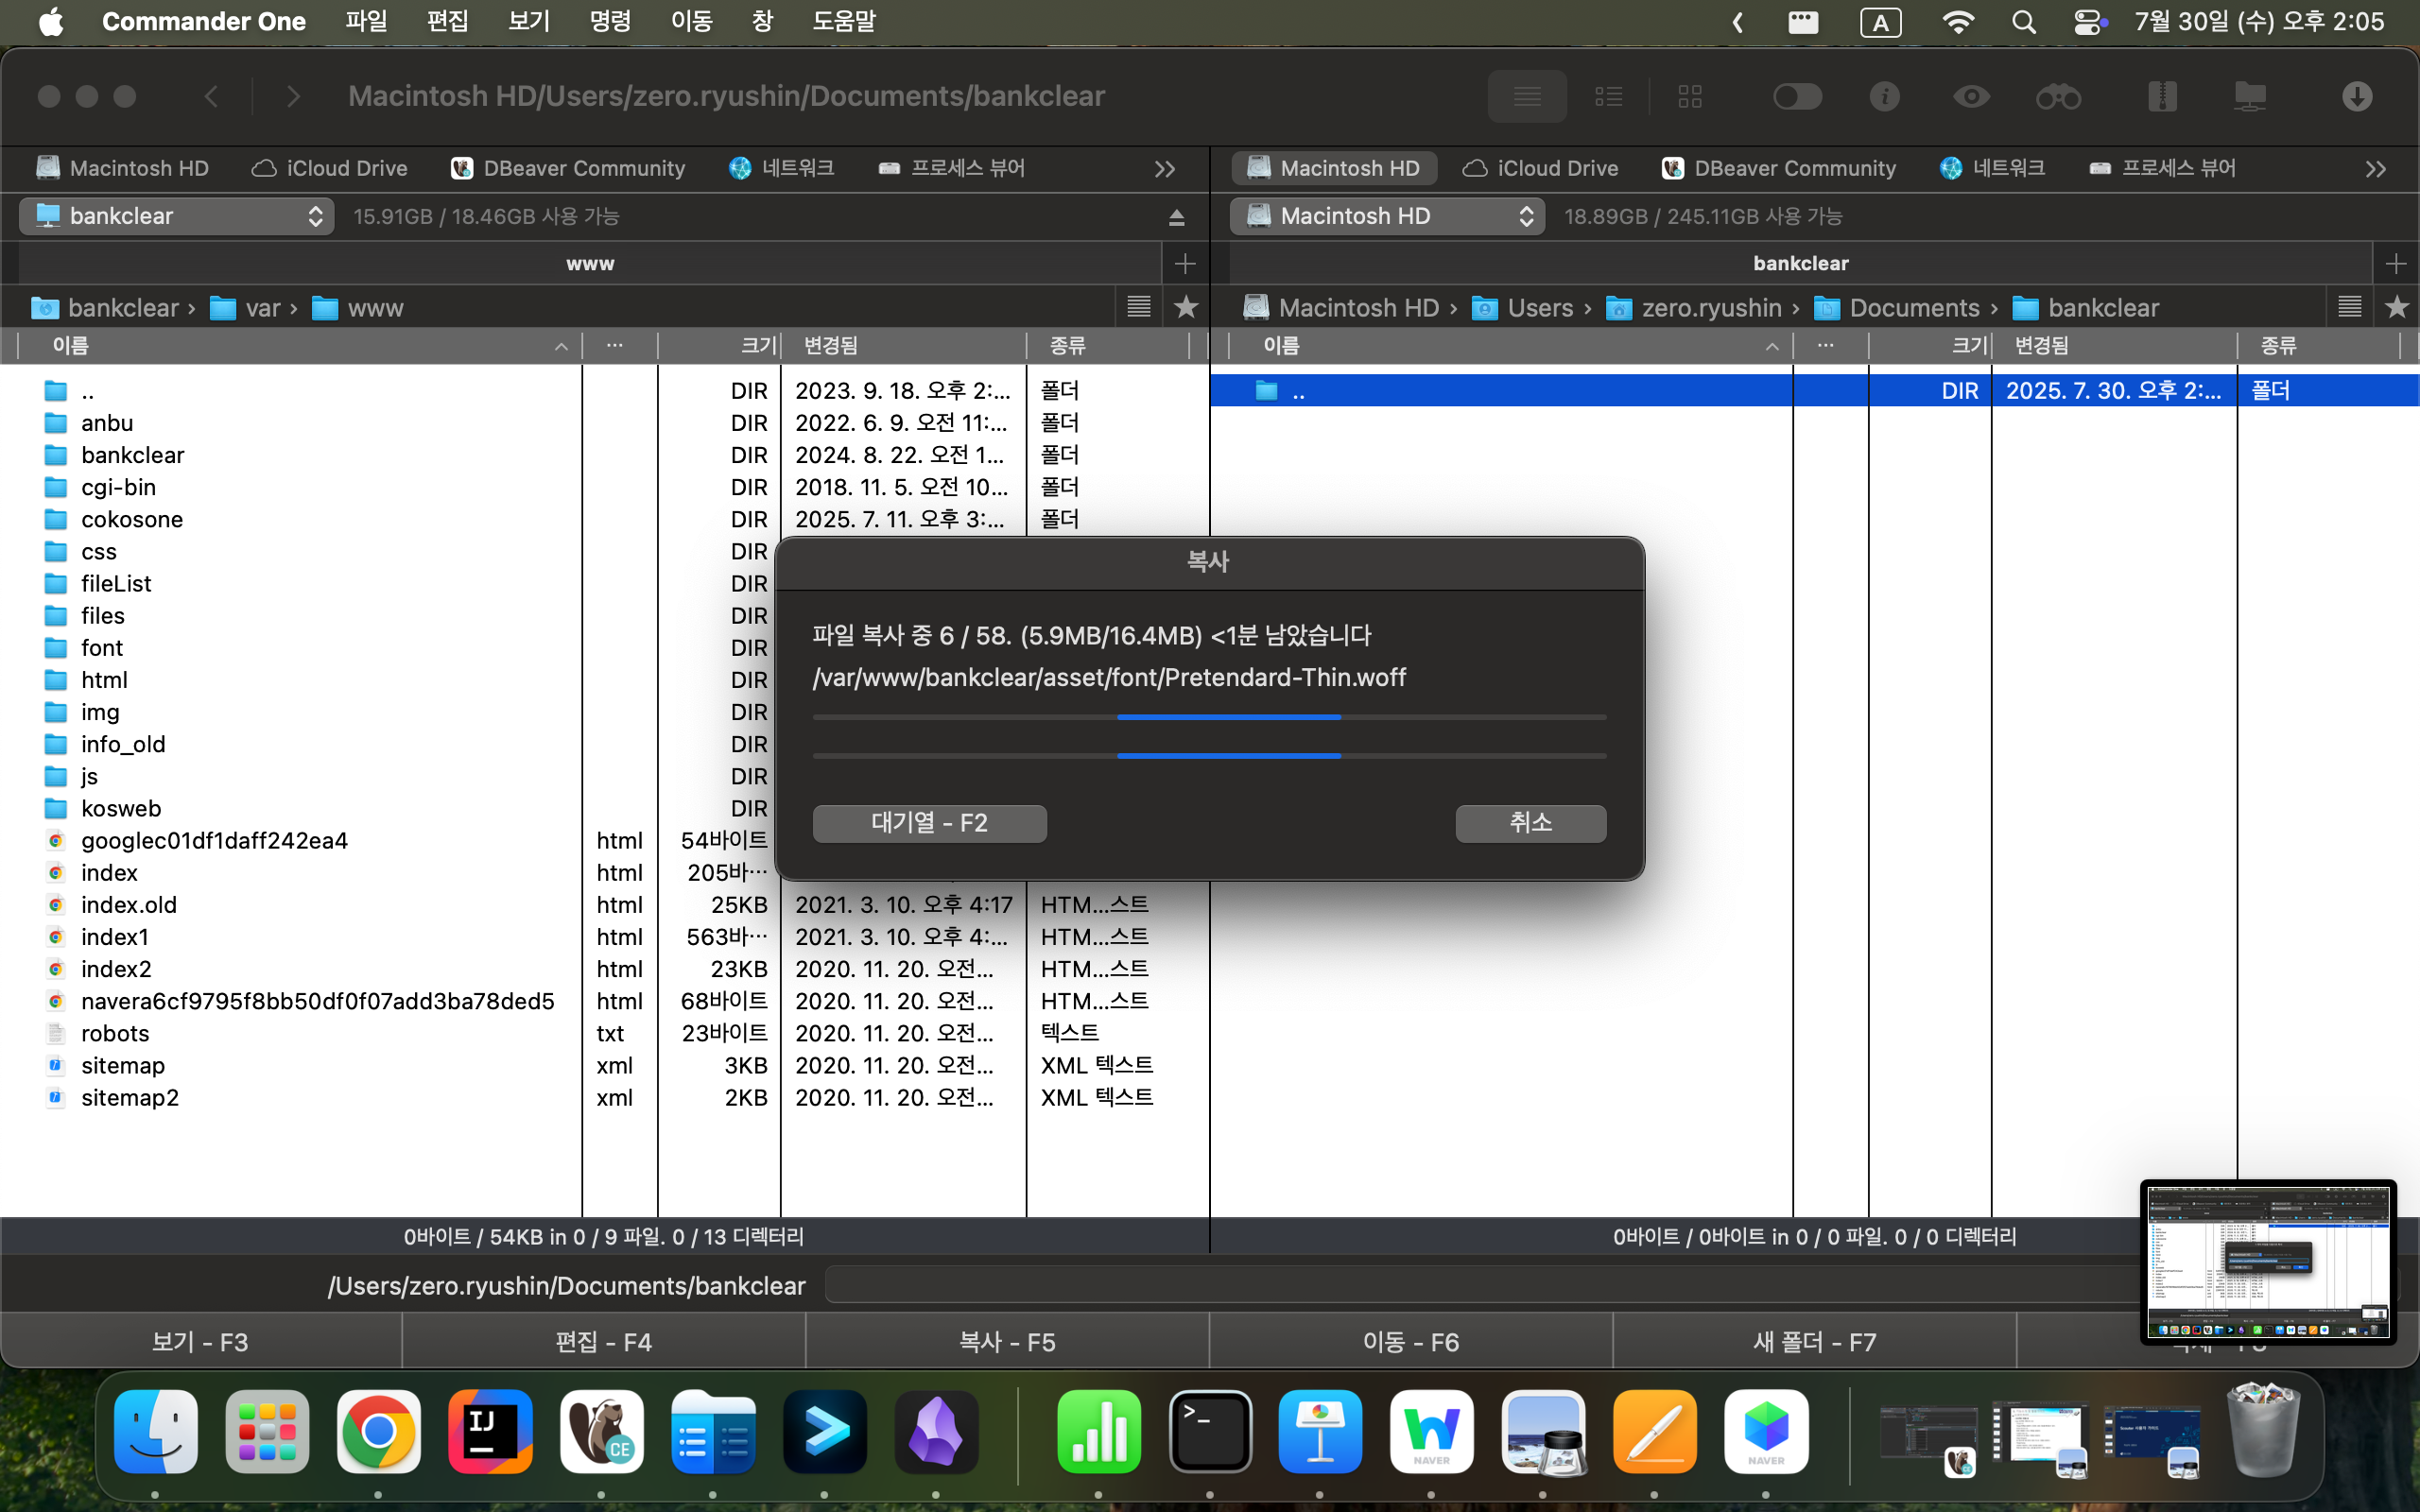 Commander One 파일 편집 보기 명령 이동 창 도움말 A 7월 30일 (수) 오후 2:05
Macintosh HD/Users/zero.ryushin/Documents/bankclear
Macintosh HD iCloud Drive DBeaver Community 네트워크 프로세스 뷰어
Macintosh HD iCloud Drive DBeaver Community 네트워크 프로세스 뷰어
bankclear 15.91GB / 18.46GB 사용 가능
Macintosh HD 18.89GB / 245.11GB 사용 가능
www
bankclear
bankclear › var › www
Macintosh HD › Users › zero.ryushin › Documents › bankclear
이름 ... 크기 변경됨 종류
이름 ... 크기 변경됨 종류
.. DIR 2023. 9. 18. 오후 2:... 폴더
.. DIR 2025. 7. 30. 오후 2:... 폴더
anbu DIR 2022. 6. 9. 오전 11:... 폴더
bankclear DIR 2024. 8. 22. 오전 1... 폴더
cgi-bin DIR 2018. 11. 5. 오전 10... 폴더
cokosone DIR 2025. 7. 11. 오후 3:... 폴더
css DIR
fileList DIR
files DIR
font DIR
html DIR
img DIR
info_old DIR
js DIR
kosweb DIR
googlec01df1daff242ea4 html 54바이트
index html 205바...
index.old html 25KB 2021. 3. 10. 오후 4:17 HTM...스트
index1 html 563바... 2021. 3. 10. 오후 4:... HTM...스트
index2 html 23KB 2020. 11. 20. 오전... HTM...스트
navera6cf9795f8bb50df0f07add3ba78ded5 html 68바이트 2020. 11. 20. 오전... HTM...스트
robots txt 23바이트 2020. 11. 20. 오전... 텍스트
sitemap xml 3KB 2020. 11. 20. 오전... XML 텍스트
sitemap2 xml 2KB 2020. 11. 20. 오전... XML 텍스트
복사
파일 복사 중 6 / 58. (5.9MB/16.4MB) <1분 남았습니다
/var/www/bankclear/asset/font/Pretendard-Thin.woff
대기열 - F2 취소
0바이트 / 54KB in 0 / 9 파일. 0 / 13 디렉터리
0바이트 / 0바이트 in 0 / 0 파일. 0 / 0 디렉터리
/Users/zero.ryushin/Documents/bankclear
보기 - F3 편집 - F4 복사 - F5 이동 - F6 새 폴더 - F7
IJ CE >_ NAVER NAVER